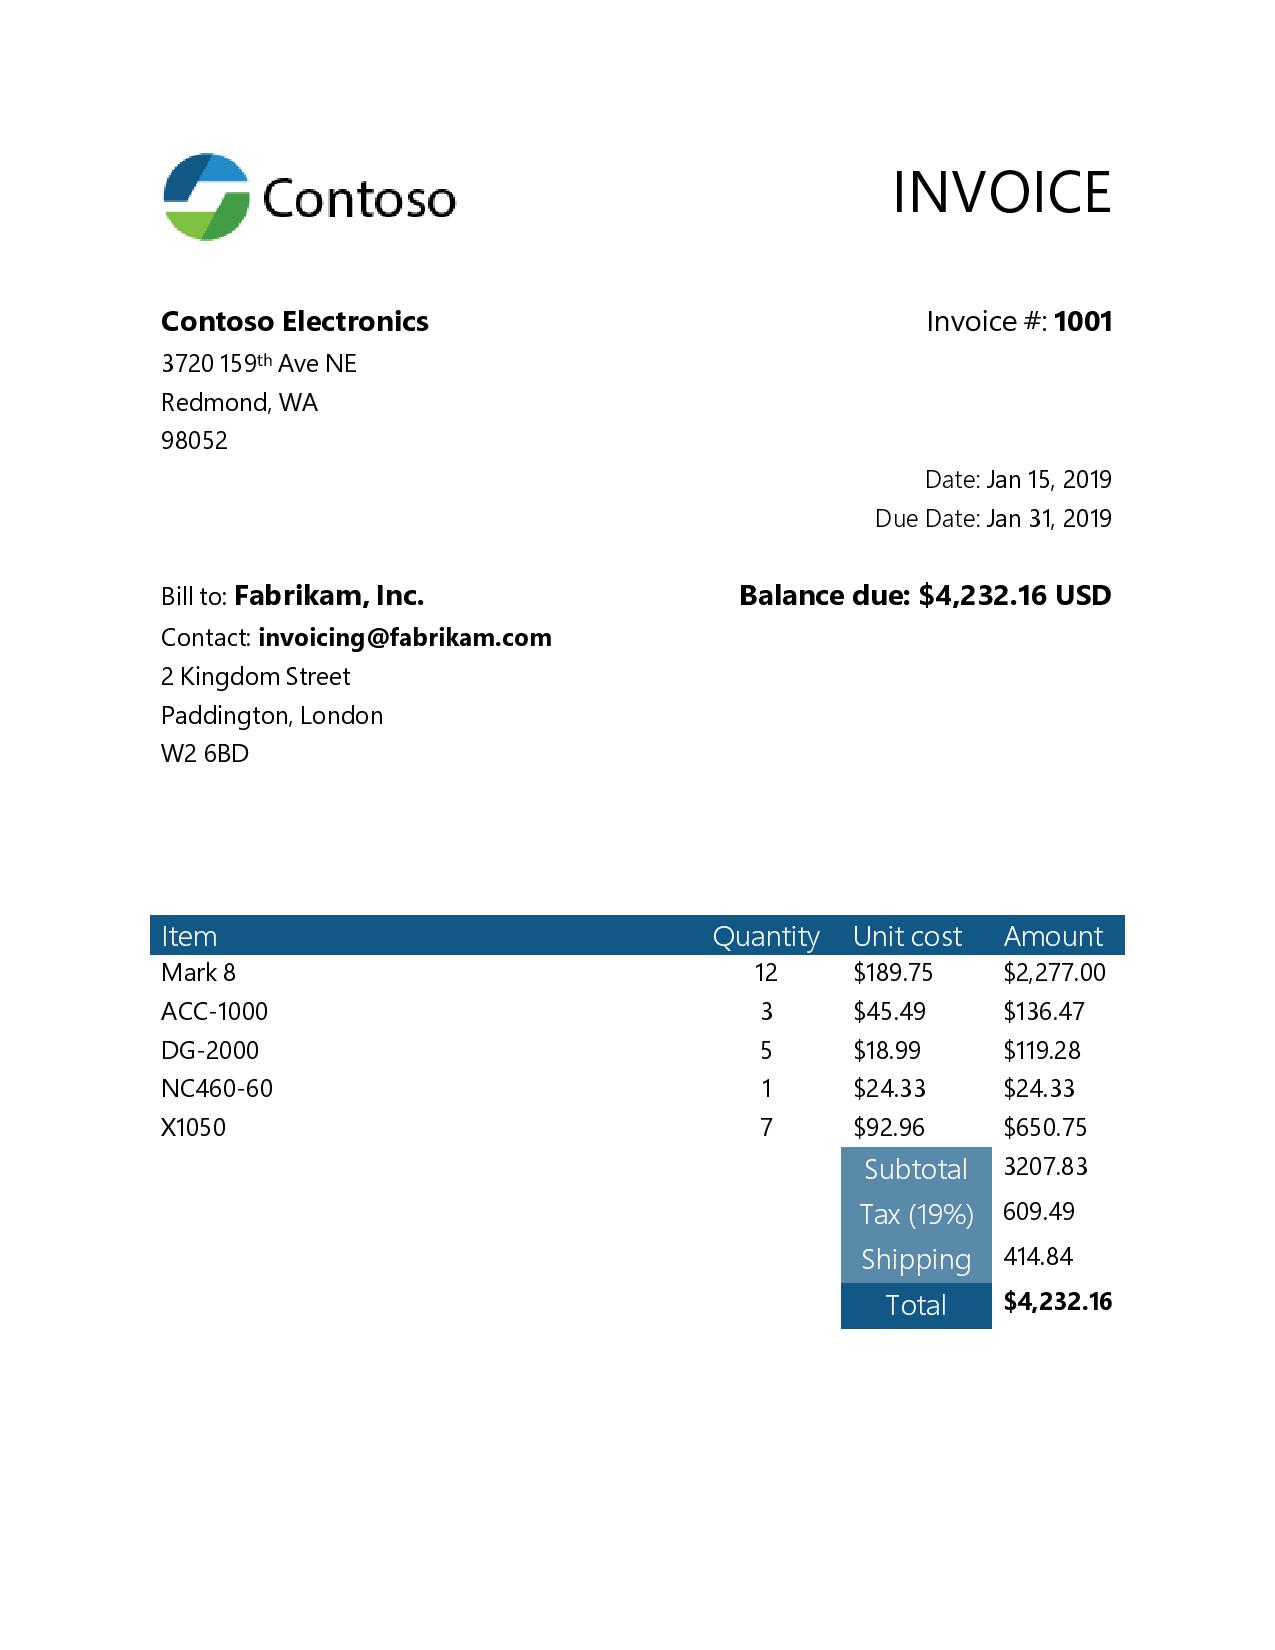 Contoso
INVOICE
Contoso Electronics
Invoice #: 1001
3720 159th Ave NE
Redmond, WA
98052
Date: Jan 15, 2019
Due Date: Jan 31, 2019
Bill to: Fabrikam, Inc.
Balance due: $4,232.16 USD
Contact: invoicing@fabrikam.com
2 Kingdom Street
Paddington, London
W2 6BD
Item Quantity Unit cost Amount
Mark 8 12 $189.75 $2,277.00
ACC-1000 3 $45.49 $136.47
DG-2000 5 $18.99 $119.28
NC460-60 1 $24.33 $24.33
X1050 7 $92.96 $650.75
Subtotal 3207.83
Tax (19%) 609.49
Shipping 414.84
Total $4,232.16